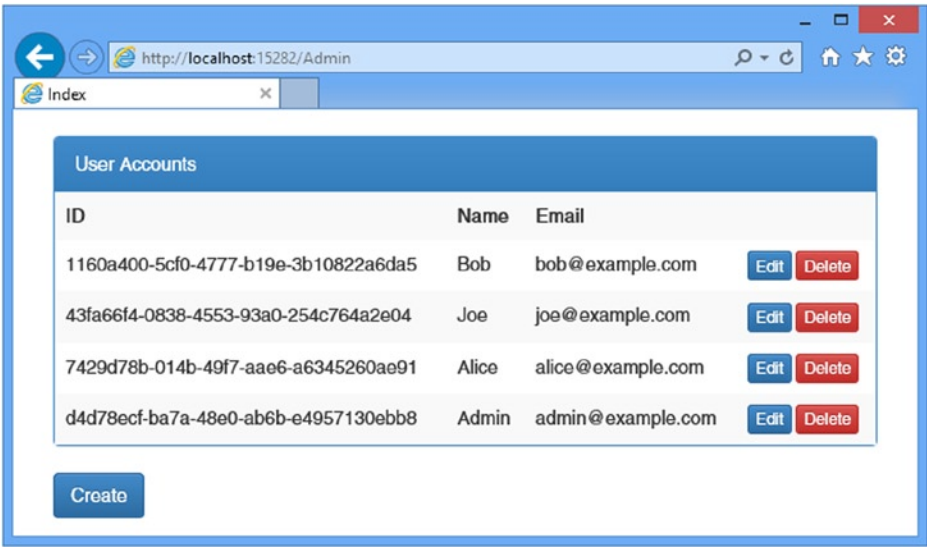 http://localhost:15282/Admin
Index
User Accounts
ID Name Email
1160a400-5cf0-4777-b19e-3b10822a6da5 Bob bob@example.com Edit Delete
43fa66f4-0838-4553-93a0-254c764a2e04 Joe joe@example.com Edit Delete
7429d78b-014b-49f7-aae6-a6345260ae91 Alice alice@example.com Edit Delete
d4d78ecf-ba7a-48e0-ab6b-e4957130ebb8 Admin admin@example.com Edit Delete
Create